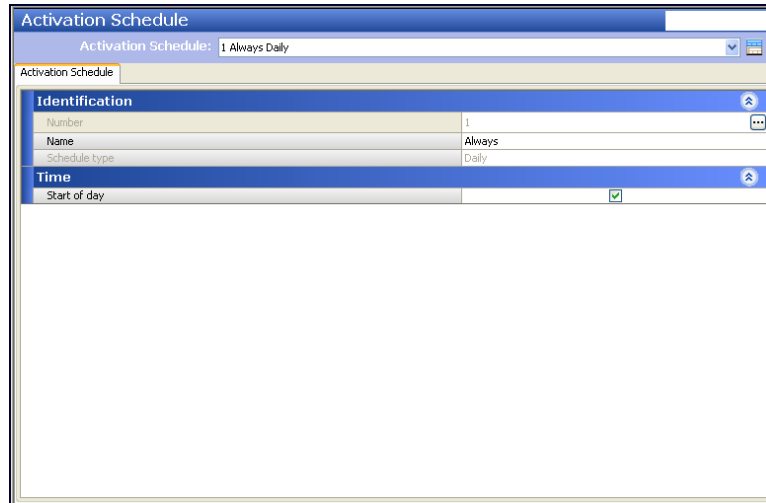 Activation Schedule
Activation Schedule: 1 Always Daily
Activation Schedule
Identification
Number 1
Name Always
Schedule type Daily
Time
Start of day